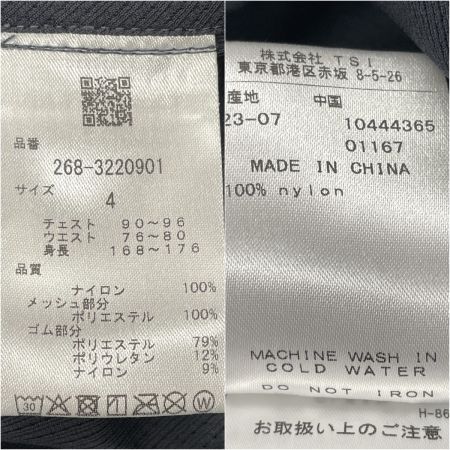 品番
268-3220901
サイズ
4
チェスト 90～96
ウエスト 76～80
身長 168～176
品質
ナイロン 100%
メッシュ部分
ポリエステル 100%
ゴム部分
ポリエステル 79%
ポリウレタン 12%
ナイロン 9%
30
W
株式会社 TSI
東京都港区赤坂 8-5-26
産地 中国
23-07 10444365
01167
MADE IN CHINA
100% nylon
MACHINE WASH IN
COLD WATER
DO NOT IRON
H-86
お取扱い上のご注意